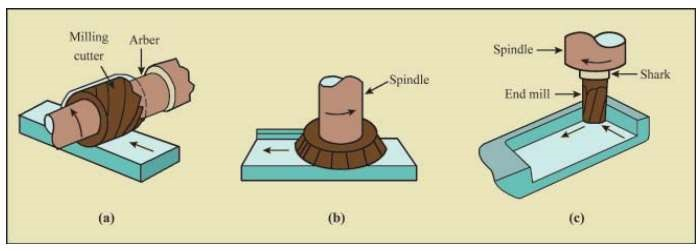 Milling
cutter
Arber
Spindle
Spindle
Shark
End mill
(a)
(b)
(c)